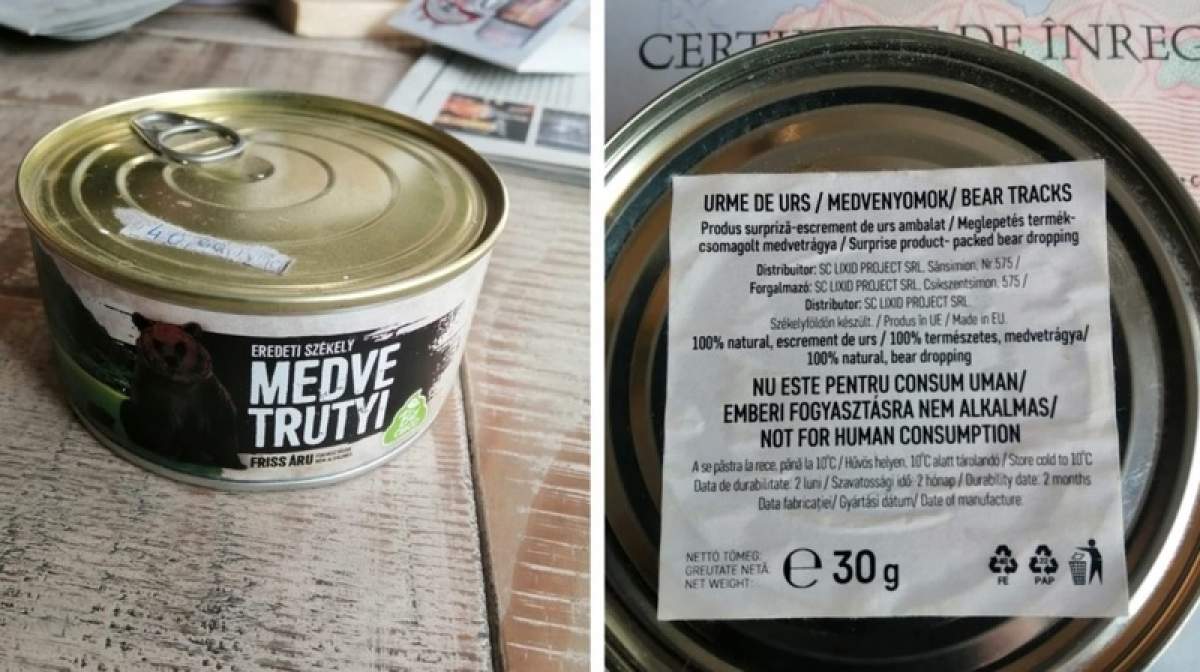 40
EREDETI SZÉKELY
MEDVE
TRUTYI
FRISS ÁRU
CERT DE ÎNREG
URME DE URS / MEDVENYOMOK/ BEAR TRACKS
Produs surpriză-escrement de urs ambalat / Meglepetés termék-
csomagolt medvetrágya / Surprise product- packed bear dropping
Distribuitor: SC LIXID PROJECT SRL, Sânsimion, Nr.575 /
Forgalmazó: SC LIXID PROJECT SRL, Csíkszentsimon, 575 /
Distributor: SC LIXID PROJECT SRL
Székelyföldön készült. / Produs în UE / Made in EU.
100% natural, escrement de urs / 100% természetes, medvetrágya/
100% natural, bear dropping
NU ESTE PENTRU CONSUM UMAN/
EMBERI FOGYASZTÁSRA NEM ALKALMAS/
NOT FOR HUMAN CONSUMPTION
A se păstra la rece, până la 10°C / Hűvös helyen, 10°C alatt tárolandó / Store cold to 10°C
Data de durabilitate: 2 luni / Szavatossági idő: 2 hónap / Durability date: 2 months
Data fabricației/ Gyártási dátum/ Date of manufacture:
NETTÓ TÖMEG:
GREUTATE NETĂ:
NET WEIGHT:
℮ 30 g
FE
PAP